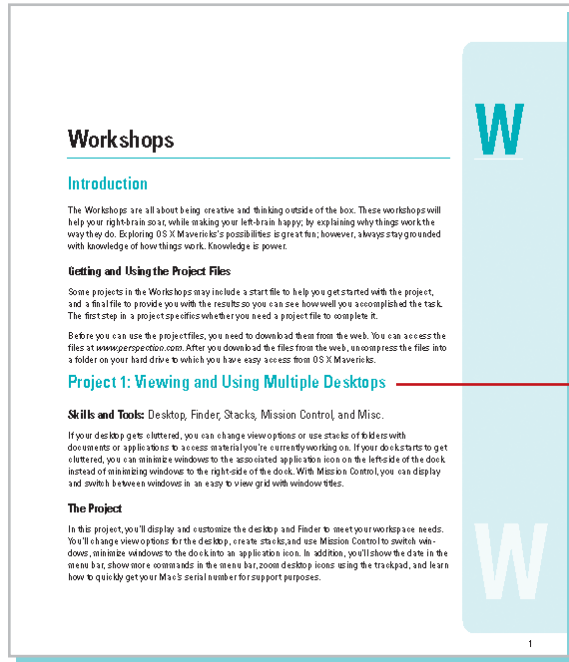 W
Workshops
Introduction
The Workshops are all about being creative and thinking outside of the box. These workshops will
help your right-brain soar, while making your left-brain happy; by explaining why things work the
way they do. Exploring OS X Mavericks's possibilities is great fun; however, always stay grounded
with knowledge of how things work. Knowledge is power.
Getting and Using the Project Files
Some projects in the Workshops may include a start file to help you get started with the project,
and a final file to provide you with the results so you can see how well you accomplished the task.
The first step in a project specifics whether you need a project file to complete it.
Before you can use the project files, you need to download them from the web. You can access the
files at www.perspection.com. After you download the files from the web, uncompress the files into
a folder on your hard drive to which you have easy access from OS X Mavericks.
Project 1: Viewing and Using Multiple Desktops
Skills and Tools: Desktop, Finder, Stacks, Mission Control, and Misc.
If your desktop gets cluttered, you can change view options or use stacks of folders with
documents or applications to access material you're currently working on. If your dock starts to get
cluttered, you can minimize windows to the associated application icon on the left-side of the dock
instead of minimizing windows to the right-side of the dock. With Mission Control, you can display
and switch between windows in an easy to view grid with window titles.
The Project
In this project, you'll display and customize the desktop and Finder to meet your workspace needs.
You'll change view options for the desktop, create stacks, and use Mission Control to switch win-
dows, minimize windows to the dock into an application icon. In addition, you'll show the date in the
menu bar, show more commands in the menu bar, zoom desktop icons using the trackpad, and learn
how to quickly get your Mac's serial number for support purposes.
W
1